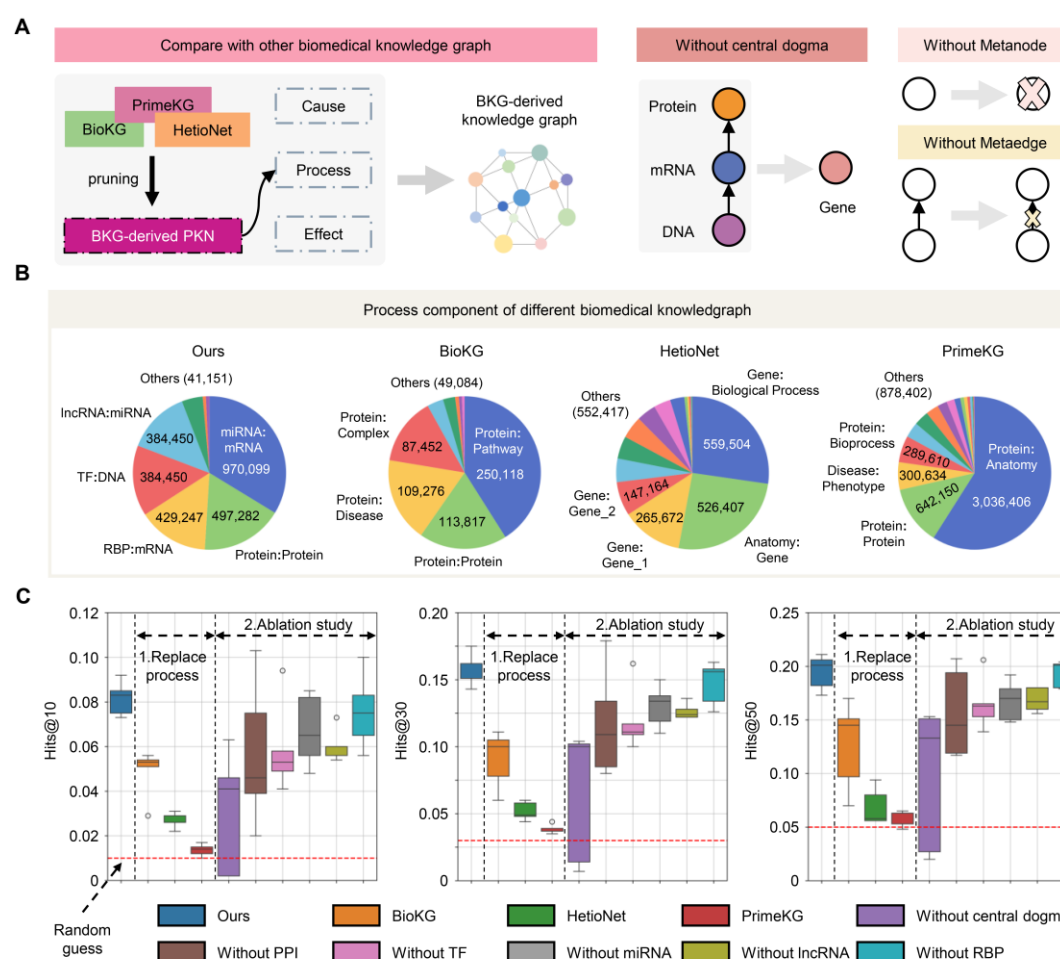 A
Compare with other biomedical knowledge graph
Without central dogma
Without Metanode
PrimeKG
BioKG
HetioNet
pruning
BKG-derived PKN
Cause
Process
Effect
BKG-derived
knowledge graph
Protein
mRNA
DNA
Gene
Without Metaedge
B
Process component of different biomedical knowledgraph
Ours
Others (41,151)
lncRNA:miRNA
384,450
miRNA:
mRNA
970,099
TF:DNA
384,450
429,247
497,282
RBP:mRNA
Protein:Protein
BioKG
Others (49,084)
Protein:
Complex
87,452
Protein:
Pathway
250,118
Protein:
Disease
109,276
113,817
Protein:Protein
HetioNet
Gene:
Biological Process
Others
(552,417)
559,504
147,164
Gene:
Gene_2
265,672
526,407
Gene:
Gene_1
Anatomy:
Gene
PrimeKG
Others
(878,402)
Protein:
Bioprocess
289,610
Protein:
Anatomy
Disease:
Phenotype
300,634
642,150
3,036,406
Protein:
Protein
C
0.12
0.10
0.08
0.06
0.04
0.02
0
Hits@10
2.Ablation study
1.Replace
process
0.20
0.15
0.10
0.05
0
Hits@30
2.Ablation study
1.Replace
process
0.25
0.20
0.15
0.10
0.05
0
Hits@50
2.Ablation study
1.Replace
process
Random
guess
Ours
BioKG
HetioNet
PrimeKG
Without central dogm
Without PPI
Without TF
Without miRNA
Without lncRNA
Without RBP